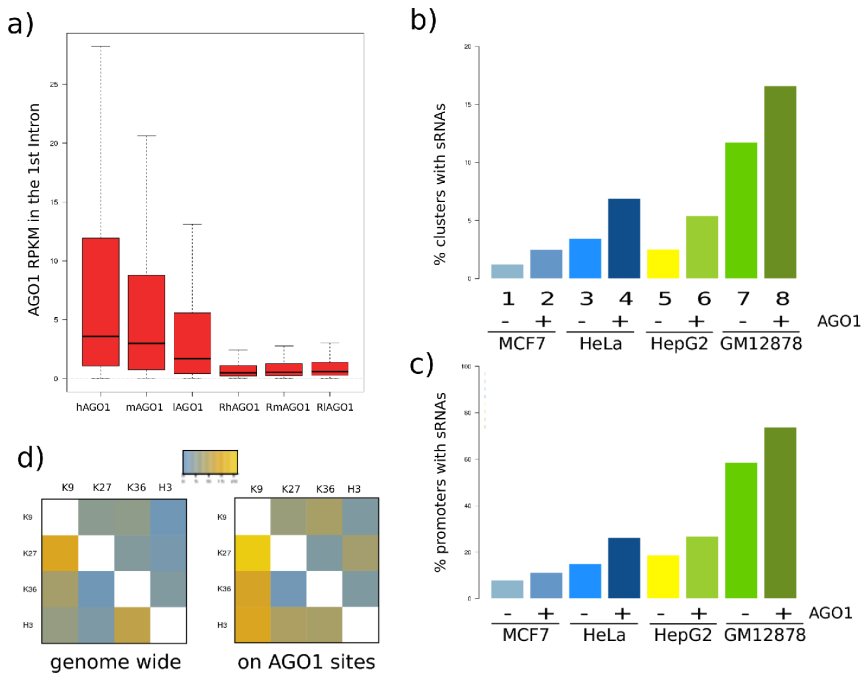 a)
AGO1 RPKM in the 1st Intron
25
20
15
10
5
0
hAGO1 mAGO1 lAGO1 RhAGO1 RmAGO1 RlAGO1
b)
% clusters with sRNAs
20
15
10
5
0
1 2 3 4 5 6 7 8
- + - + - + - + AGO1
MCF7 HeLa HepG2 GM12878
c)
% promoters with sRNAs
100
80
60
40
20
0
- + - + - + - + AGO1
MCF7 HeLa HepG2 GM12878
d)
K9 K27 K36 H3
K9
K27
K36
H3
genome wide
K9 K27 K36 H3
K9
K27
K36
H3
on AGO1 sites